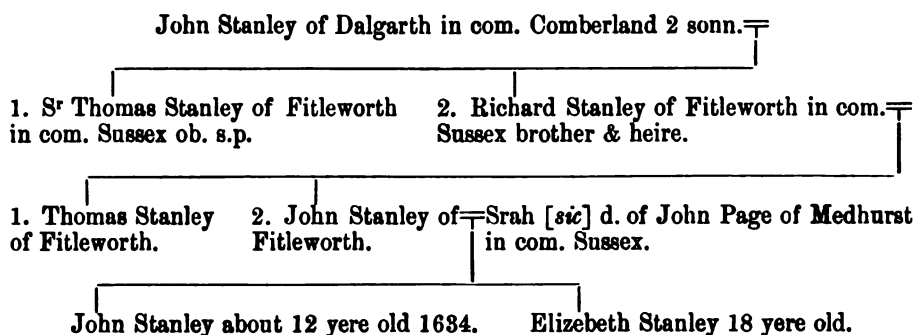 John Stanley of Dalgarth in com. Comberland 2 sonn.
1. Sr Thomas Stanley of Fitleworth
in com. Sussex ob. s.p.
2. Richard Stanley of Fitleworth in com.
Sussex brother & heire.
1. Thomas Stanley
of Fitleworth.
2. John Stanley of
Fitleworth.
Srah [sic] d. of John Page of Medhurst
in com. Sussex.
John Stanley about 12 yere old 1634.
Elizebeth Stanley 18 yere old.